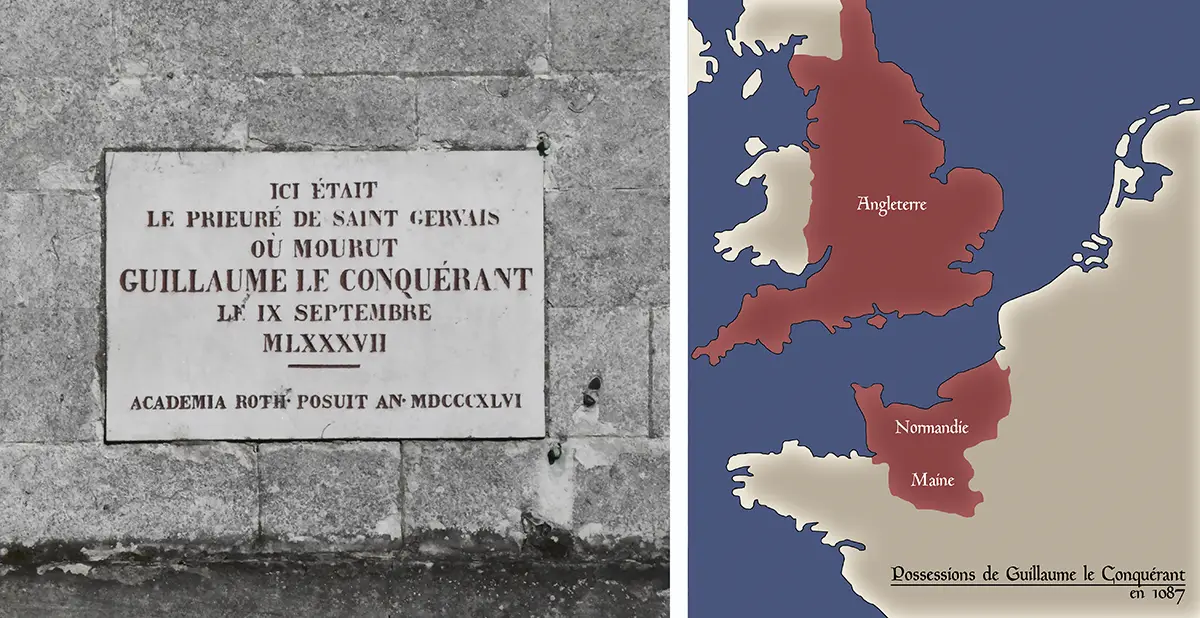 ICI ÉTAIT
LE PRIEURÉ DE SAINT GERVAIS
OÙ MOURUT
GUILLAUME LE CONQUÉRANT
LE IX SEPTEMBRE
MLXXXVII
ACADEMIA ROTH· POSUIT AN· MDCCCXLVI
Angleterre
Normandie
Maine
Possessions de Guillaume le Conquérant
en 1087